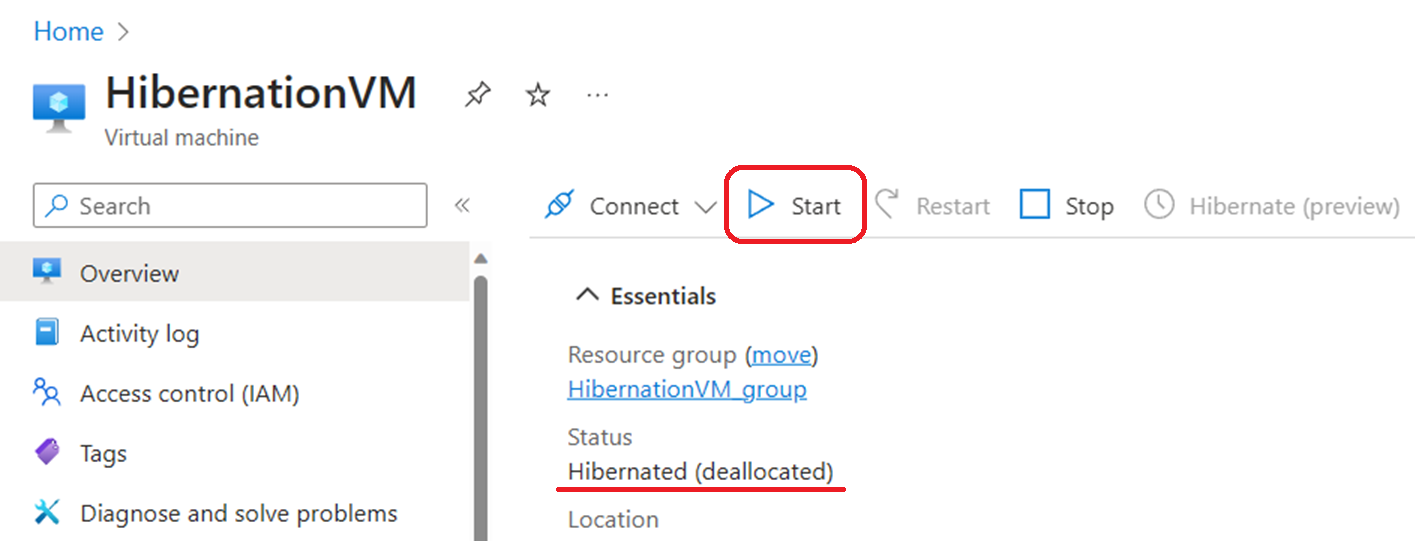 Home
HibernationVM
Virtual machine
Search
Connect Start Restart Stop Hibernate (preview)
Overview
Activity log
Access control (IAM)
Tags
Diagnose and solve problems
Essentials
Resource group (move)
HibernationVM_group
Status
Hibernated (deallocated)
Location